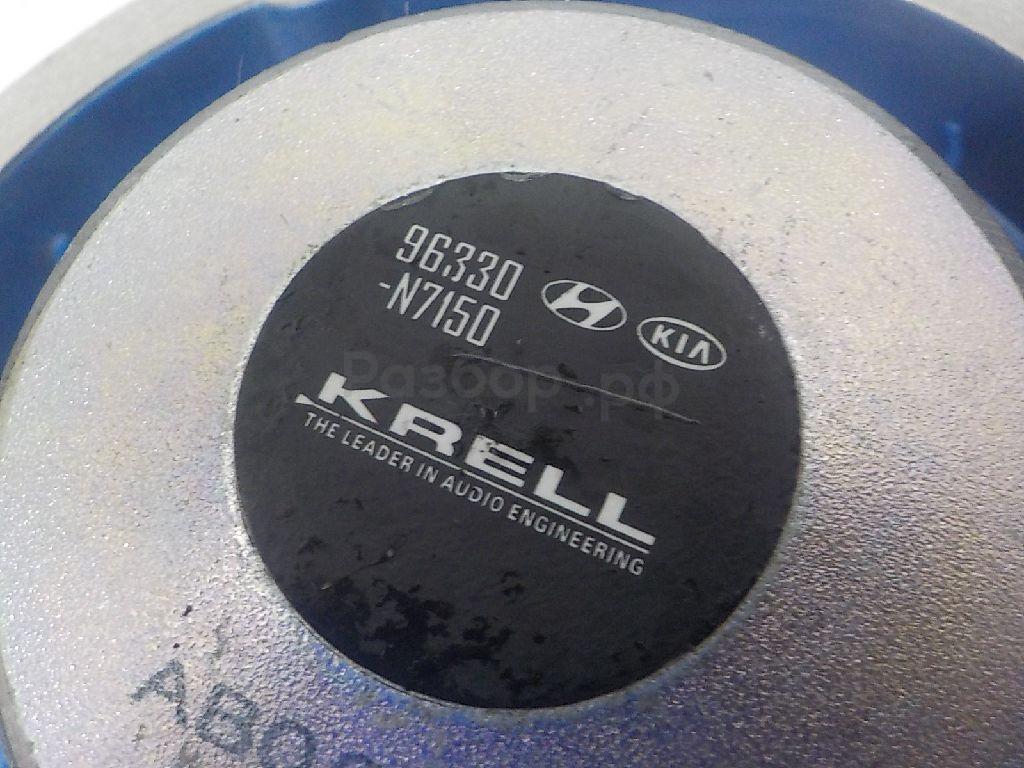 96330
-N7150
KIA
Разбор.рф
KRELL
THE LEADER IN AUDIO ENGINEERING